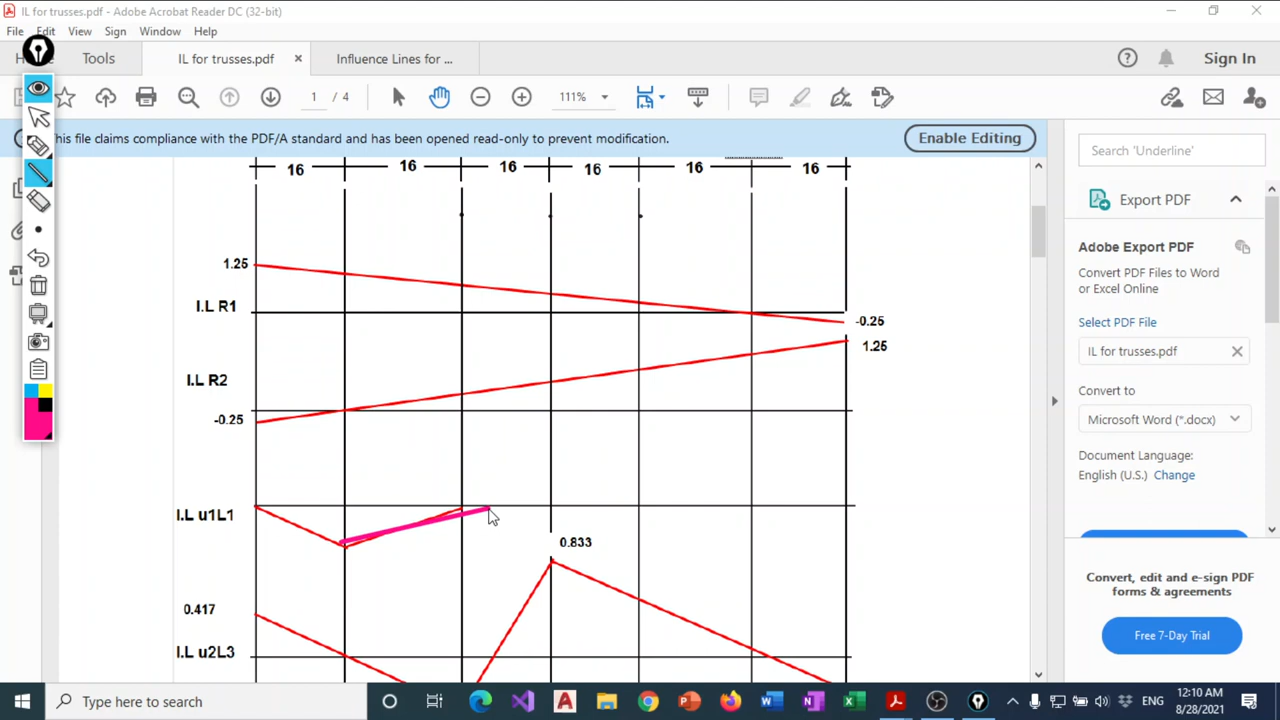 IL for trusses.pdf - Adobe Acrobat Reader DC (32-bit)
File Edit View Sign Window Help
Tools IL for trusses.pdf × Influence Lines for ... Sign In
1 / 4 111%
his file claims compliance with the PDF/A standard and has been opened read-only to prevent modification. Enable Editing
Search 'Underline'
16 16 16 16 16 16
Export PDF
Adobe Export PDF
Convert PDF Files to Word
or Excel Online
Select PDF File
IL for trusses.pdf
Convert to
Microsoft Word (*.docx)
Document Language:
English (U.S.) Change
Convert, edit and e-sign PDF
forms & agreements
Free 7-Day Trial
1.25
I.L R1
-0.25
1.25
I.L R2
-0.25
I.L u1L1
0.833
0.417
I.L u2L3
Type here to search
ENG
12:10 AM
8/28/2021